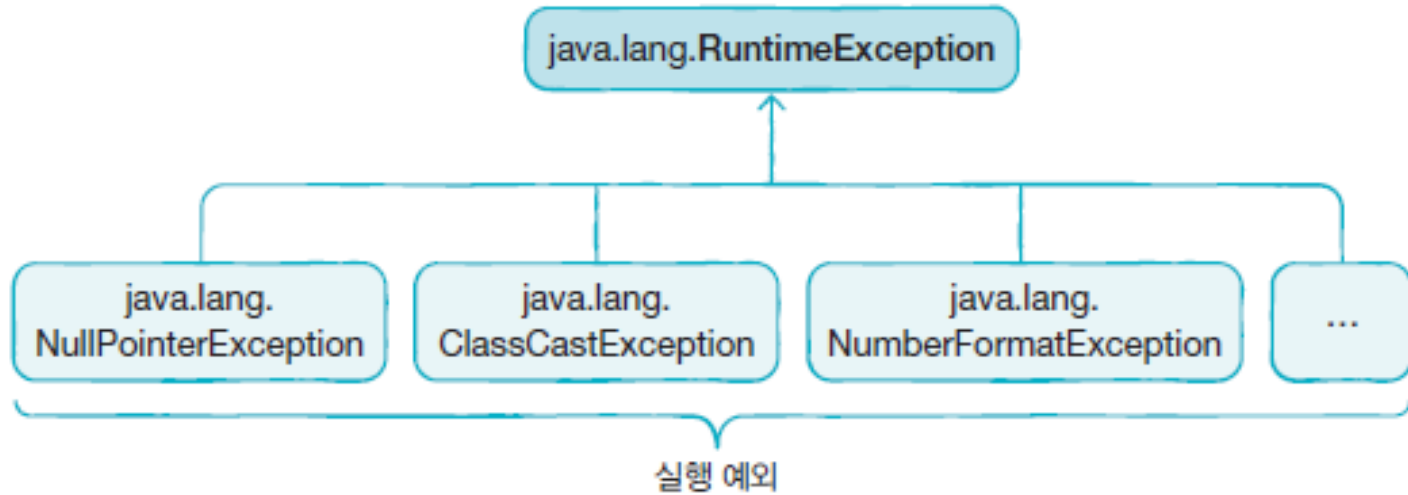 java.lang.RuntimeException
java.lang.
NullPointerException
java.lang.
ClassCastException
java.lang.
NumberFormatException
...
실행 예외